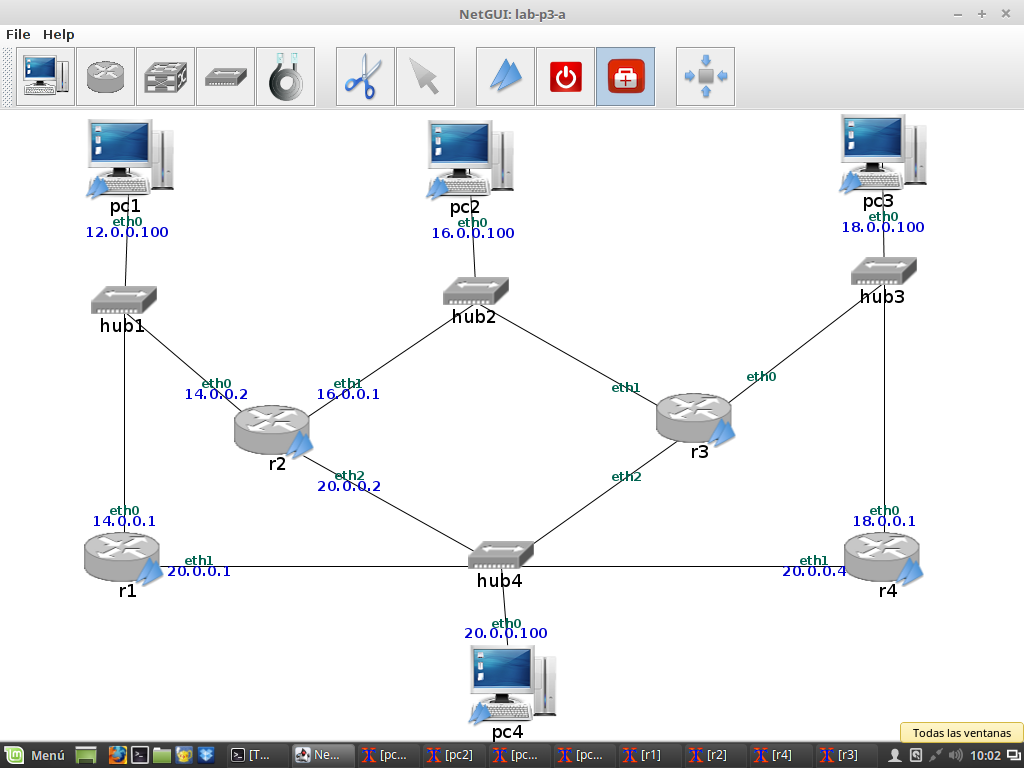 NetGUI: lab-p3-a
File Help
pc1
eth0
12.0.0.100
pc2
eth0
16.0.0.100
pc3
eth0
18.0.0.100
hub1
hub2
hub3
eth0
14.0.0.2
eth1
16.0.0.1
eth1
eth0
r2
r3
eth2
20.0.0.2
eth2
eth0
14.0.0.1
eth0
18.0.0.1
eth1
20.0.0.1
r1
hub4
eth1
20.0.0.4
r4
eth0
20.0.0.100
pc4
Todas las ventanas
Menú [T... Ne... [pc... [pc2] [pc... [pc... [r1] [r2] [r4] [r3] 10:02